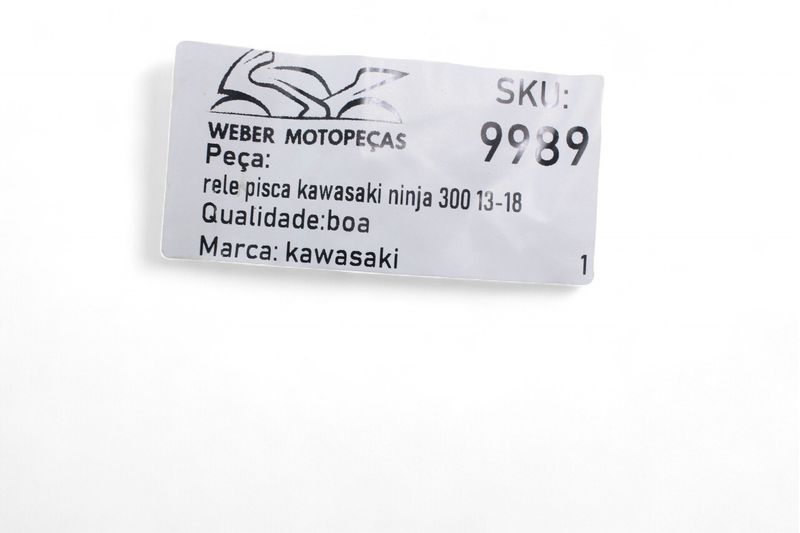 WEBER MOTOPEÇAS
SKU:
9989
Peça:
rele pisca kawasaki ninja 300 13-18
Qualidade:boa
Marca: kawasaki
1